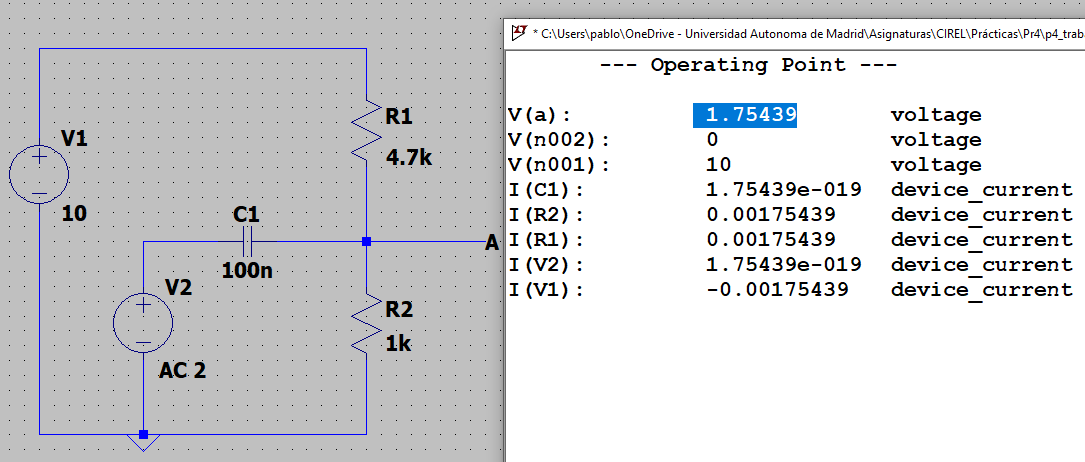 V1
10
R1
4.7k
C1
100n
V2
AC 2
R2
1k
A
* C:\Users\pablo\OneDrive - Universidad Autonoma de Madrid\Asignaturas\CIREL\Prácticas\Pr4\p4_traba
--- Operating Point ---
V(a): 1.75439 voltage
V(n002): 0 voltage
V(n001): 10 voltage
I(C1): 1.75439e-019 device_current
I(R2): 0.00175439 device_current
I(R1): 0.00175439 device_current
I(V2): 1.75439e-019 device_current
I(V1): -0.00175439 device_current